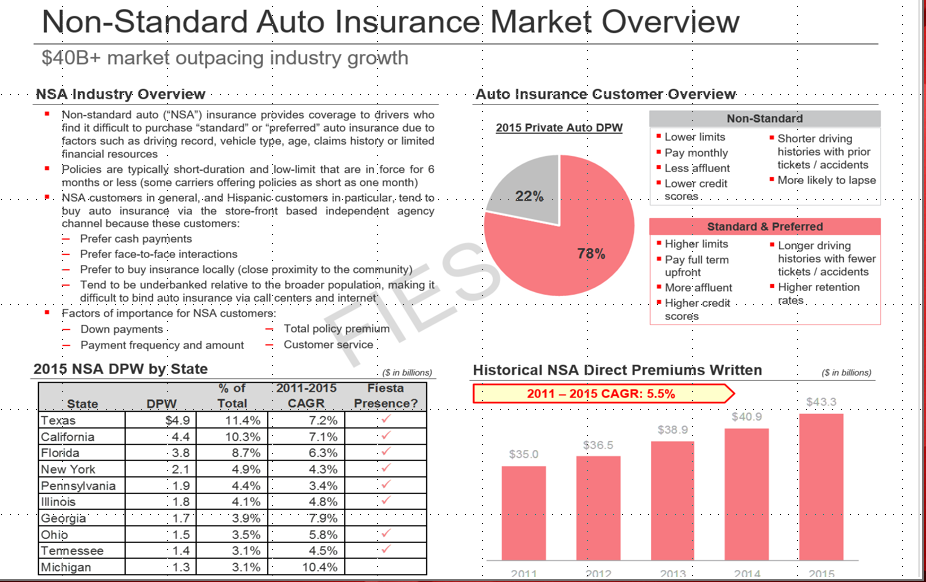 Non-Standard Auto Insurance Market Overview
$40B+ market outpacing industry growth
NSA Industry Overview
Non-standard auto (“NSA”) insurance provides coverage to drivers who
find it difficult to purchase “standard” or “preferred” auto insurance due to
factors such as driving record, vehicle type, age, claims history or limited
financial resources
Policies are typically short-duration and low-limit that are in force for 6
months or less (some carriers offering policies as short as one month)
NSA customers in general, and Hispanic customers in particular, tend to
buy auto insurance via the store-front based independent agency
channel because these customers:
– Prefer cash payments
– Prefer face-to-face interactions
– Prefer to buy insurance locally (close proximity to the community)
– Tend to be underbanked relative to the broader population, making it
difficult to bind auto insurance via call centers and internet
Factors of importance for NSA customers:
– Down payments
– Payment frequency and amount
– Total policy premium
– Customer service
Auto Insurance Customer Overview
2015 Private Auto DPW
22%
78%
Non-Standard
Lower limits
Pay monthly
Less affluent
Lower credit
scores
Shorter driving
histories with prior
tickets / accidents
More likely to lapse
Standard & Preferred
Higher limits
Pay full term
upfront
More affluent
Higher credit
scores
Longer driving
histories with fewer
tickets / accidents
Higher retention
rates
FIES
2015 NSA DPW by State ($ in billions)
State DPW % of Total 2011-2015 CAGR Fiesta Presence?
Texas $4.9 11.4% 7.2% ✓
California 4.4 10.3% 7.1% ✓
Florida 3.8 8.7% 6.3% ✓
New York 2.1 4.9% 4.3% ✓
Pennsylvania 1.9 4.4% 3.4% ✓
Illinois 1.8 4.1% 4.8% ✓
Georgia 1.7 3.9% 7.9%
Ohio 1.5 3.5% 5.8% ✓
Tennessee 1.4 3.1% 4.5% ✓
Michigan 1.3 3.1% 10.4%
Historical NSA Direct Premiums Written ($ in billions)
2011 – 2015 CAGR: 5.5%
$35.0
$36.5
$38.9
$40.9
$43.3
2011 2012 2013 2014 2015